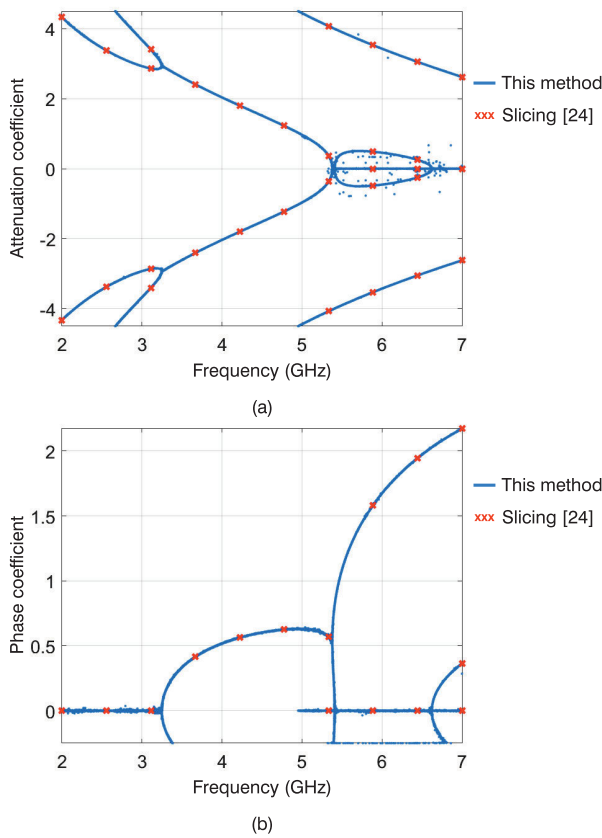 4
2
0
-2
-4
Attenuation coefficient
2 3 4 5 6 7
Frequency (GHz)
This method
xxx Slicing [24]
(a)
2
1.5
1
0.5
0
Phase coefficient
2 3 4 5 6 7
Frequency (GHz)
This method
xxx Slicing [24]
(b)